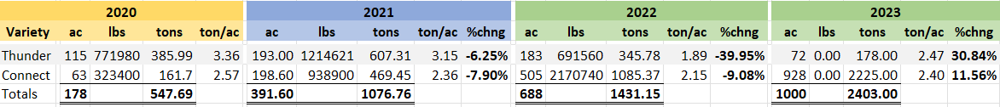 2020 2021 2022 2023
Variety ac lbs tons ton/ac ac lbs tons ton/ac %chng ac lbs tons ton/ac %chng ac lbs tons ton/ac %chng
Thunder 115 771980 385.99 3.36 193.00 1214621 607.31 3.15 -6.25% 183 691560 345.78 1.89 -39.95% 72 0.00 178.00 2.47 30.84%
Connect 63 323400 161.7 2.57 198.60 938900 469.45 2.36 -7.90% 505 2170740 1085.37 2.15 -9.08% 928 0.00 2225.00 2.40 11.56%
Totals 178 547.69 391.60 1076.76 688 1431.15 1000 2403.00